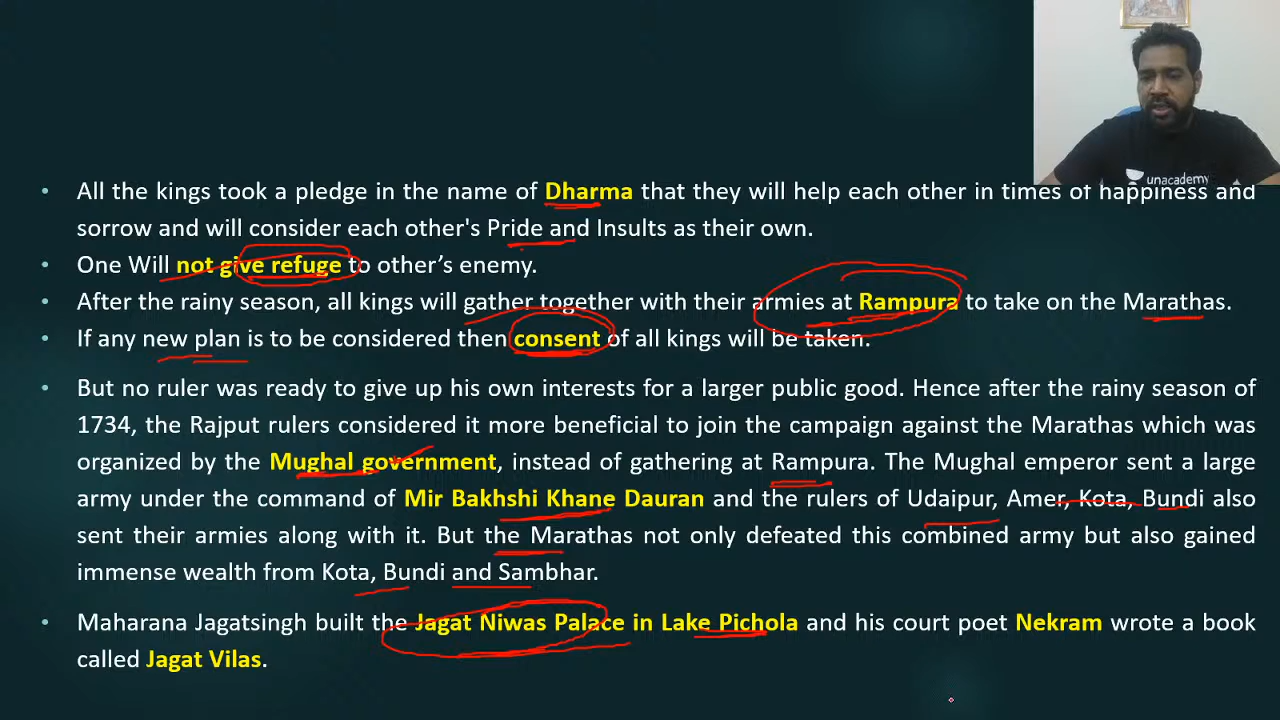 unacademy
All the kings took a pledge in the name of Dharma that they will help each other in times of happiness and
sorrow and will consider each other's Pride and Insults as their own.
One Will not give refuge to other’s enemy.
After the rainy season, all kings will gather together with their armies at Rampura to take on the Marathas.
If any new plan is to be considered then consent of all kings will be taken.
But no ruler was ready to give up his own interests for a larger public good. Hence after the rainy season of
1734, the Rajput rulers considered it more beneficial to join the campaign against the Marathas which was
organized by the Mughal government, instead of gathering at Rampura. The Mughal emperor sent a large
army under the command of Mir Bakhshi Khane Dauran and the rulers of Udaipur, Amer, Kota, Bundi also
sent their armies along with it. But the Marathas not only defeated this combined army but also gained
immense wealth from Kota, Bundi and Sambhar.
Maharana Jagatsingh built the Jagat Niwas Palace in Lake Pichola and his court poet Nekram wrote a book
called Jagat Vilas.